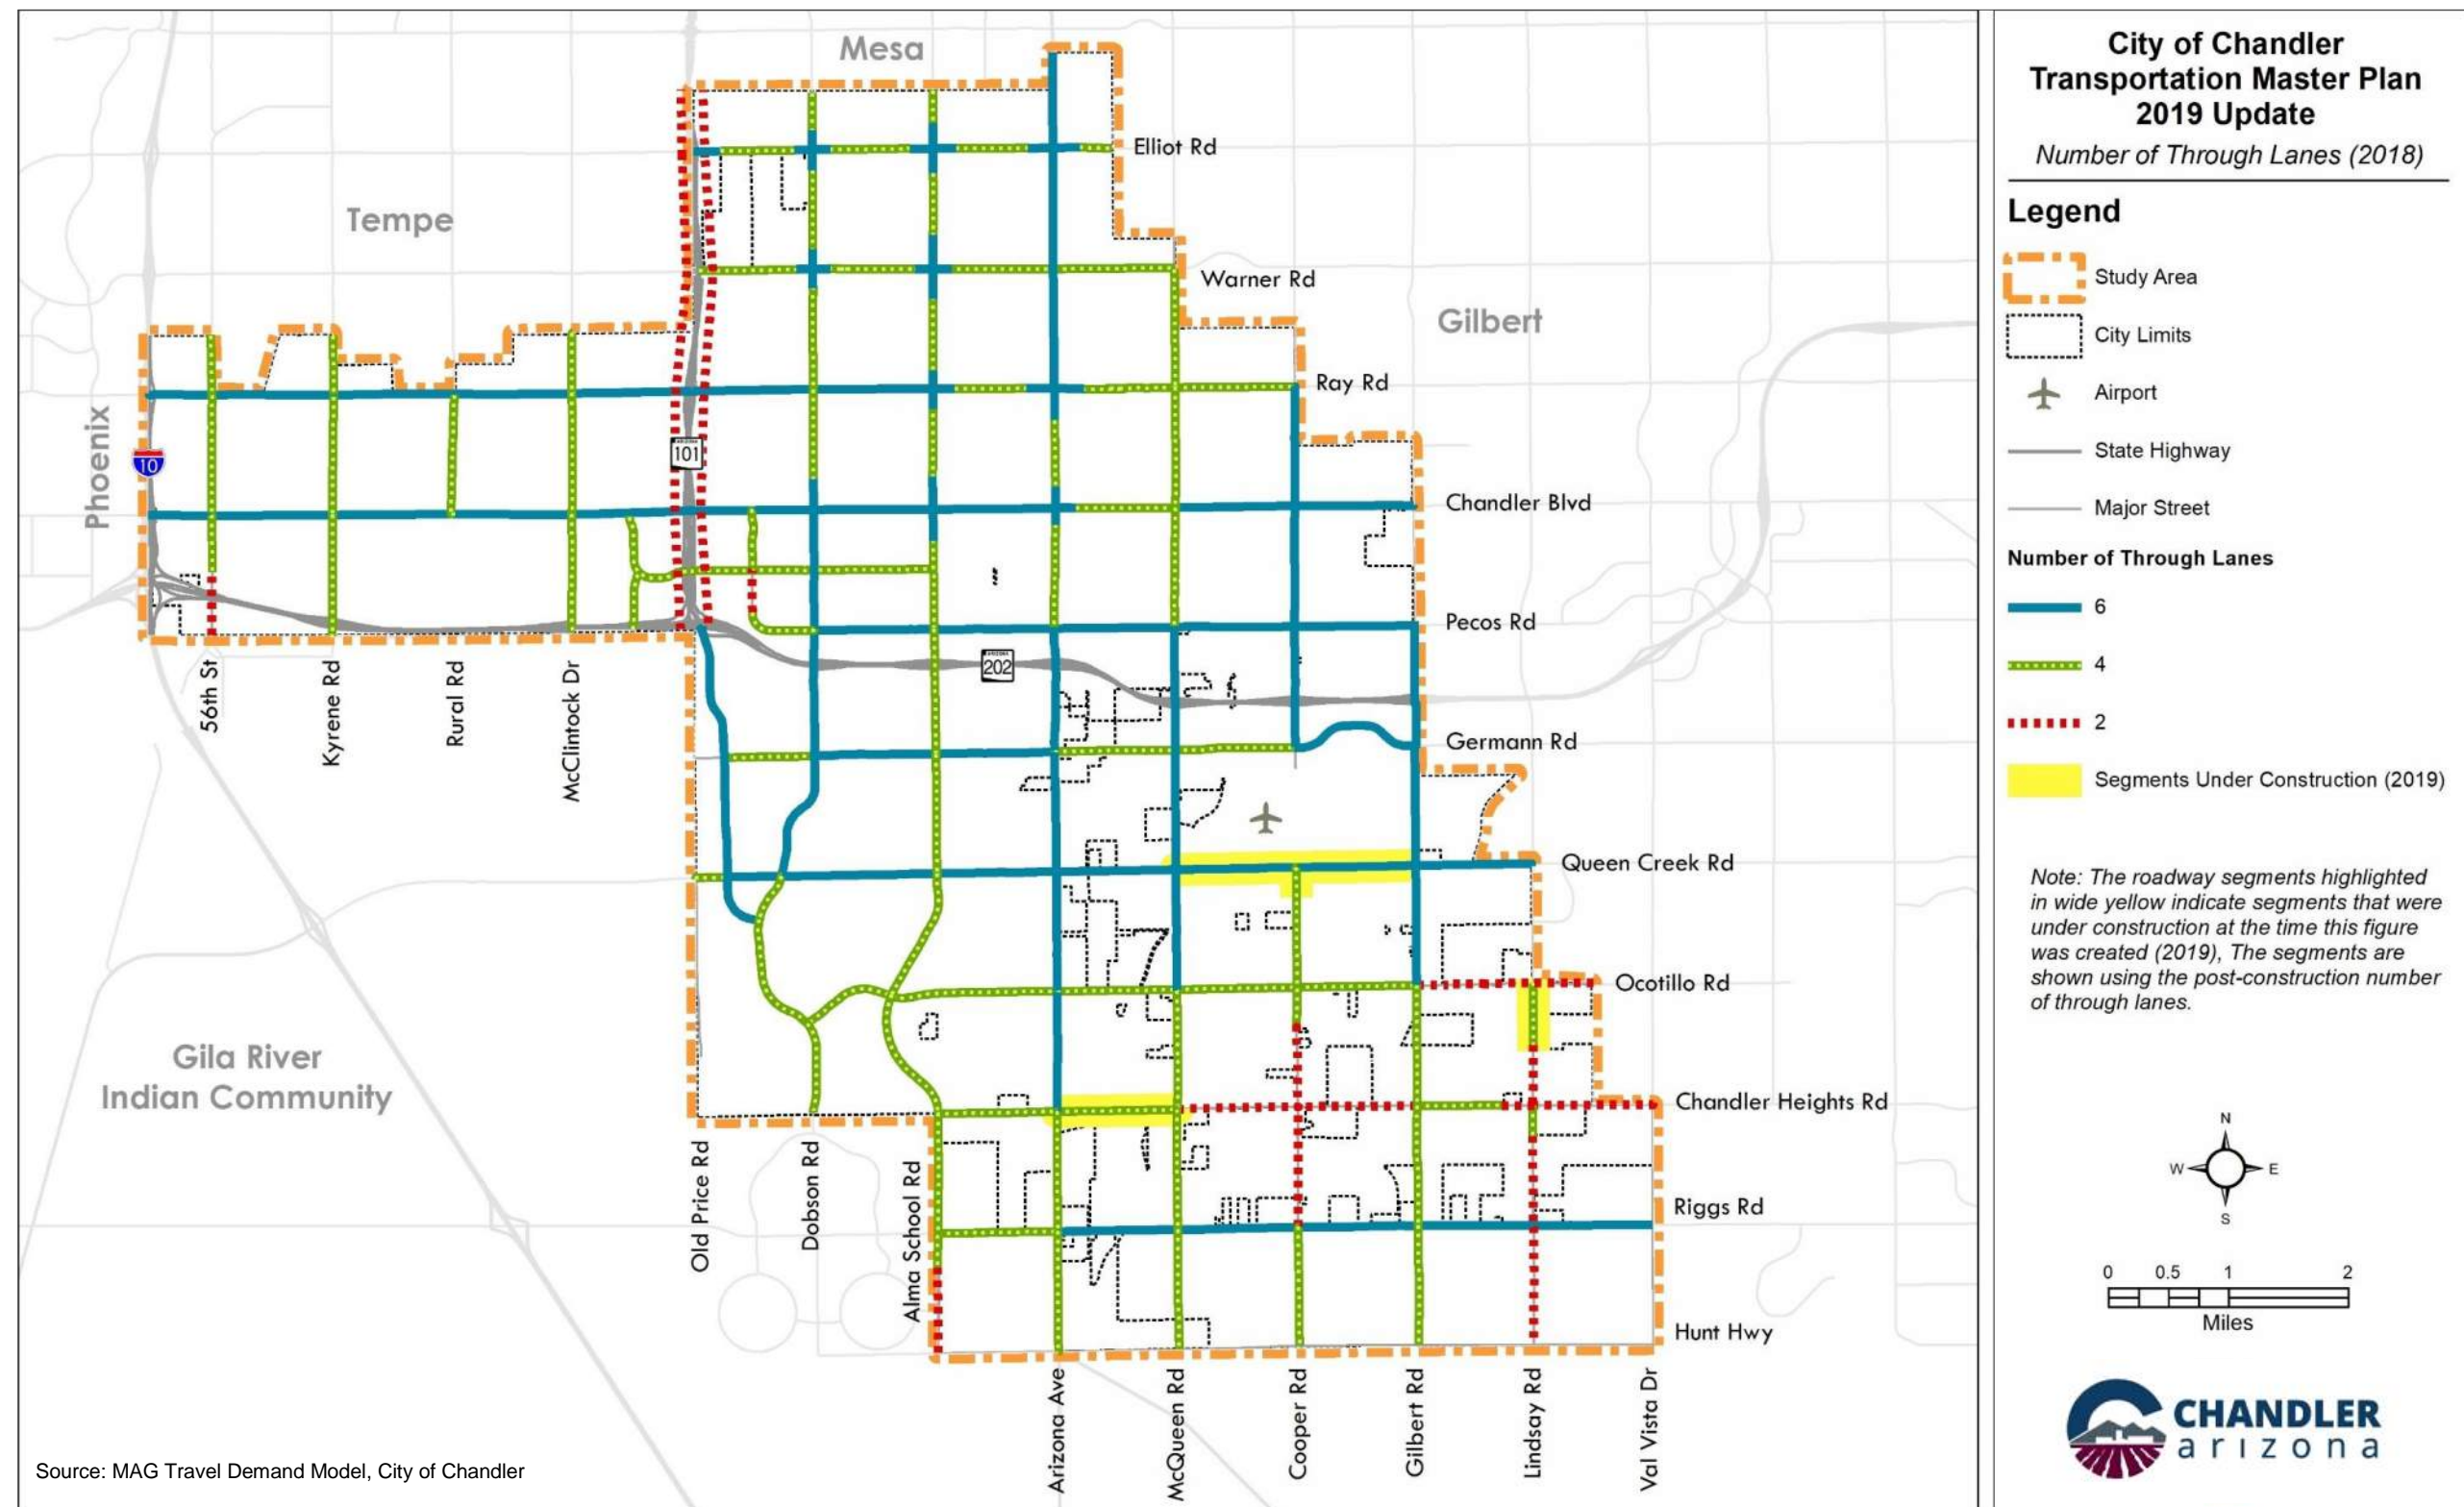 City of Chandler
Transportation Master Plan
2019 Update
Number of Through Lanes (2018)
Legend
Study Area
City Limits
Airport
State Highway
Major Street
Number of Through Lanes
6
4
2
Segments Under Construction (2019)
Note: The roadway segments highlighted
in wide yellow indicate segments that were
under construction at the time this figure
was created (2019), The segments are
shown using the post-construction number
of through lanes.
N
W
E
S
0 0.5 1 2
Miles
CHANDLER
arizona
Mesa
Tempe
Gilbert
Phoenix
Gila River
Indian Community
Elliot Rd
Warner Rd
Ray Rd
Chandler Blvd
Pecos Rd
Germann Rd
Queen Creek Rd
Ocotillo Rd
Chandler Heights Rd
Riggs Rd
Hunt Hwy
10
ARIZONA
101
ARIZONA
202
56th St
Kyrene Rd
Rural Rd
McClintock Dr
Old Price Rd
Dobson Rd
Alma School Rd
Arizona Ave
McQueen Rd
Cooper Rd
Gilbert Rd
Lindsay Rd
Val Vista Dr
Source: MAG Travel Demand Model, City of Chandler